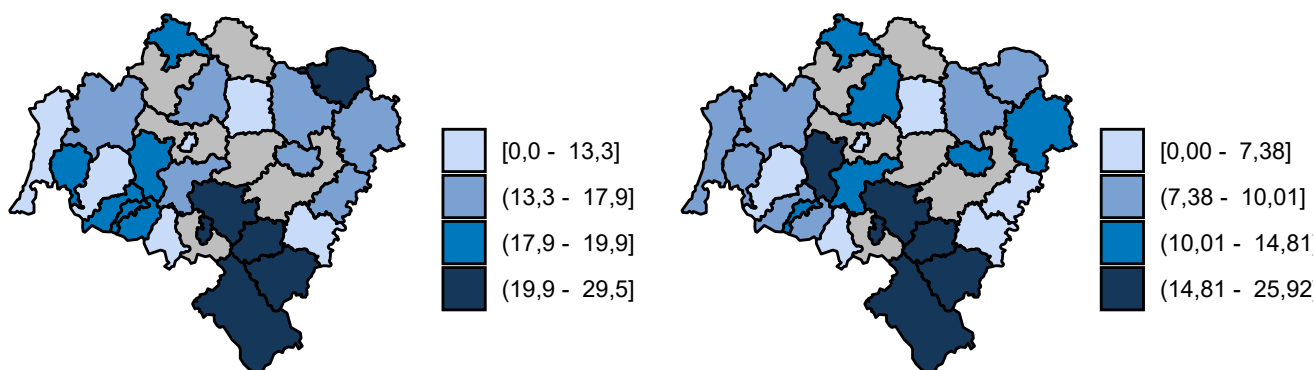 [0,0 - 13,3]
(13,3 - 17,9]
(17,9 - 19,9]
(19,9 - 29,5]
[0,00 - 7,38]
(7,38 - 10,01]
(10,01 - 14,81]
(14,81 - 25,92]